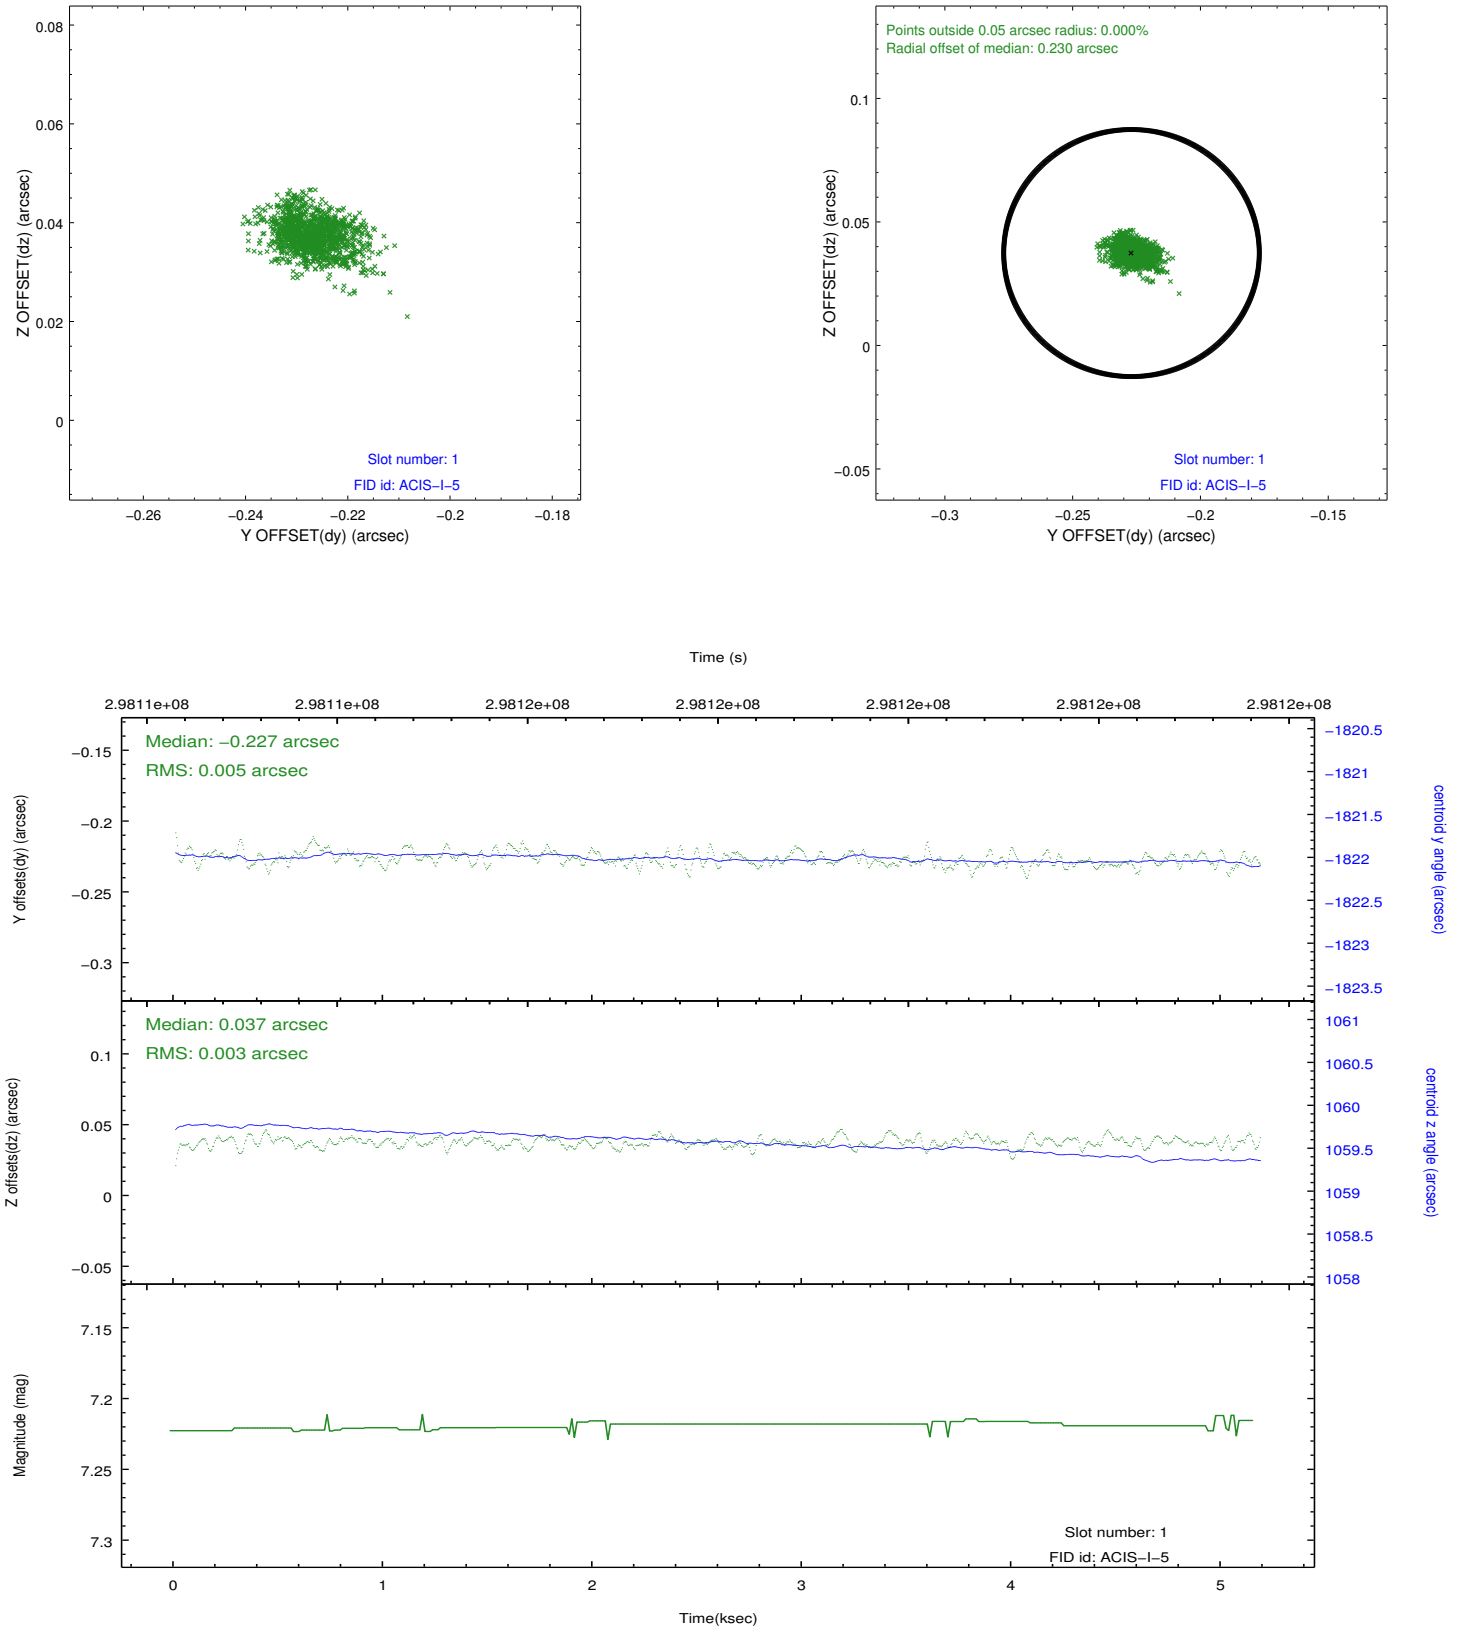 0.08
0.06
0.04
0.02
0
Z OFFSET(dz) (arcsec)
Slot number: 1
FID id: ACIS−I−5
−0.26
−0.24
−0.22
−0.2
−0.18
Y OFFSET(dy) (arcsec)
Points outside 0.05 arcsec radius: 0.000%
Radial offset of median: 0.230 arcsec
0.1
0.05
0
−0.05
Z OFFSET(dz) (arcsec)
Slot number: 1
FID id: ACIS−I−5
−0.3
−0.25
−0.2
−0.15
Y OFFSET(dy) (arcsec)
Time (s)
2.9811e+08
2.9811e+08
2.9812e+08
2.9812e+08
2.9812e+08
2.9812e+08
2.9812e+08
Median: −0.227 arcsec
RMS: 0.005 arcsec
−0.15
−0.2
−0.25
−0.3
Y offsets(dy) (arcsec)
−1820.5
−1821
−1821.5
−1822
−1822.5
−1823
−1823.5
centroid y angle (arcsec)
Median: 0.037 arcsec
RMS: 0.003 arcsec
0.1
0.05
0
−0.05
Z offsets(dz) (arcsec)
1061
1060.5
1060
1059.5
1059
1058.5
1058
centroid z angle (arcsec)
7.15
7.2
7.25
7.3
Magnitude (mag)
Slot number: 1
FID id: ACIS−I−5
0
1
2
3
4
5
Time(ksec)